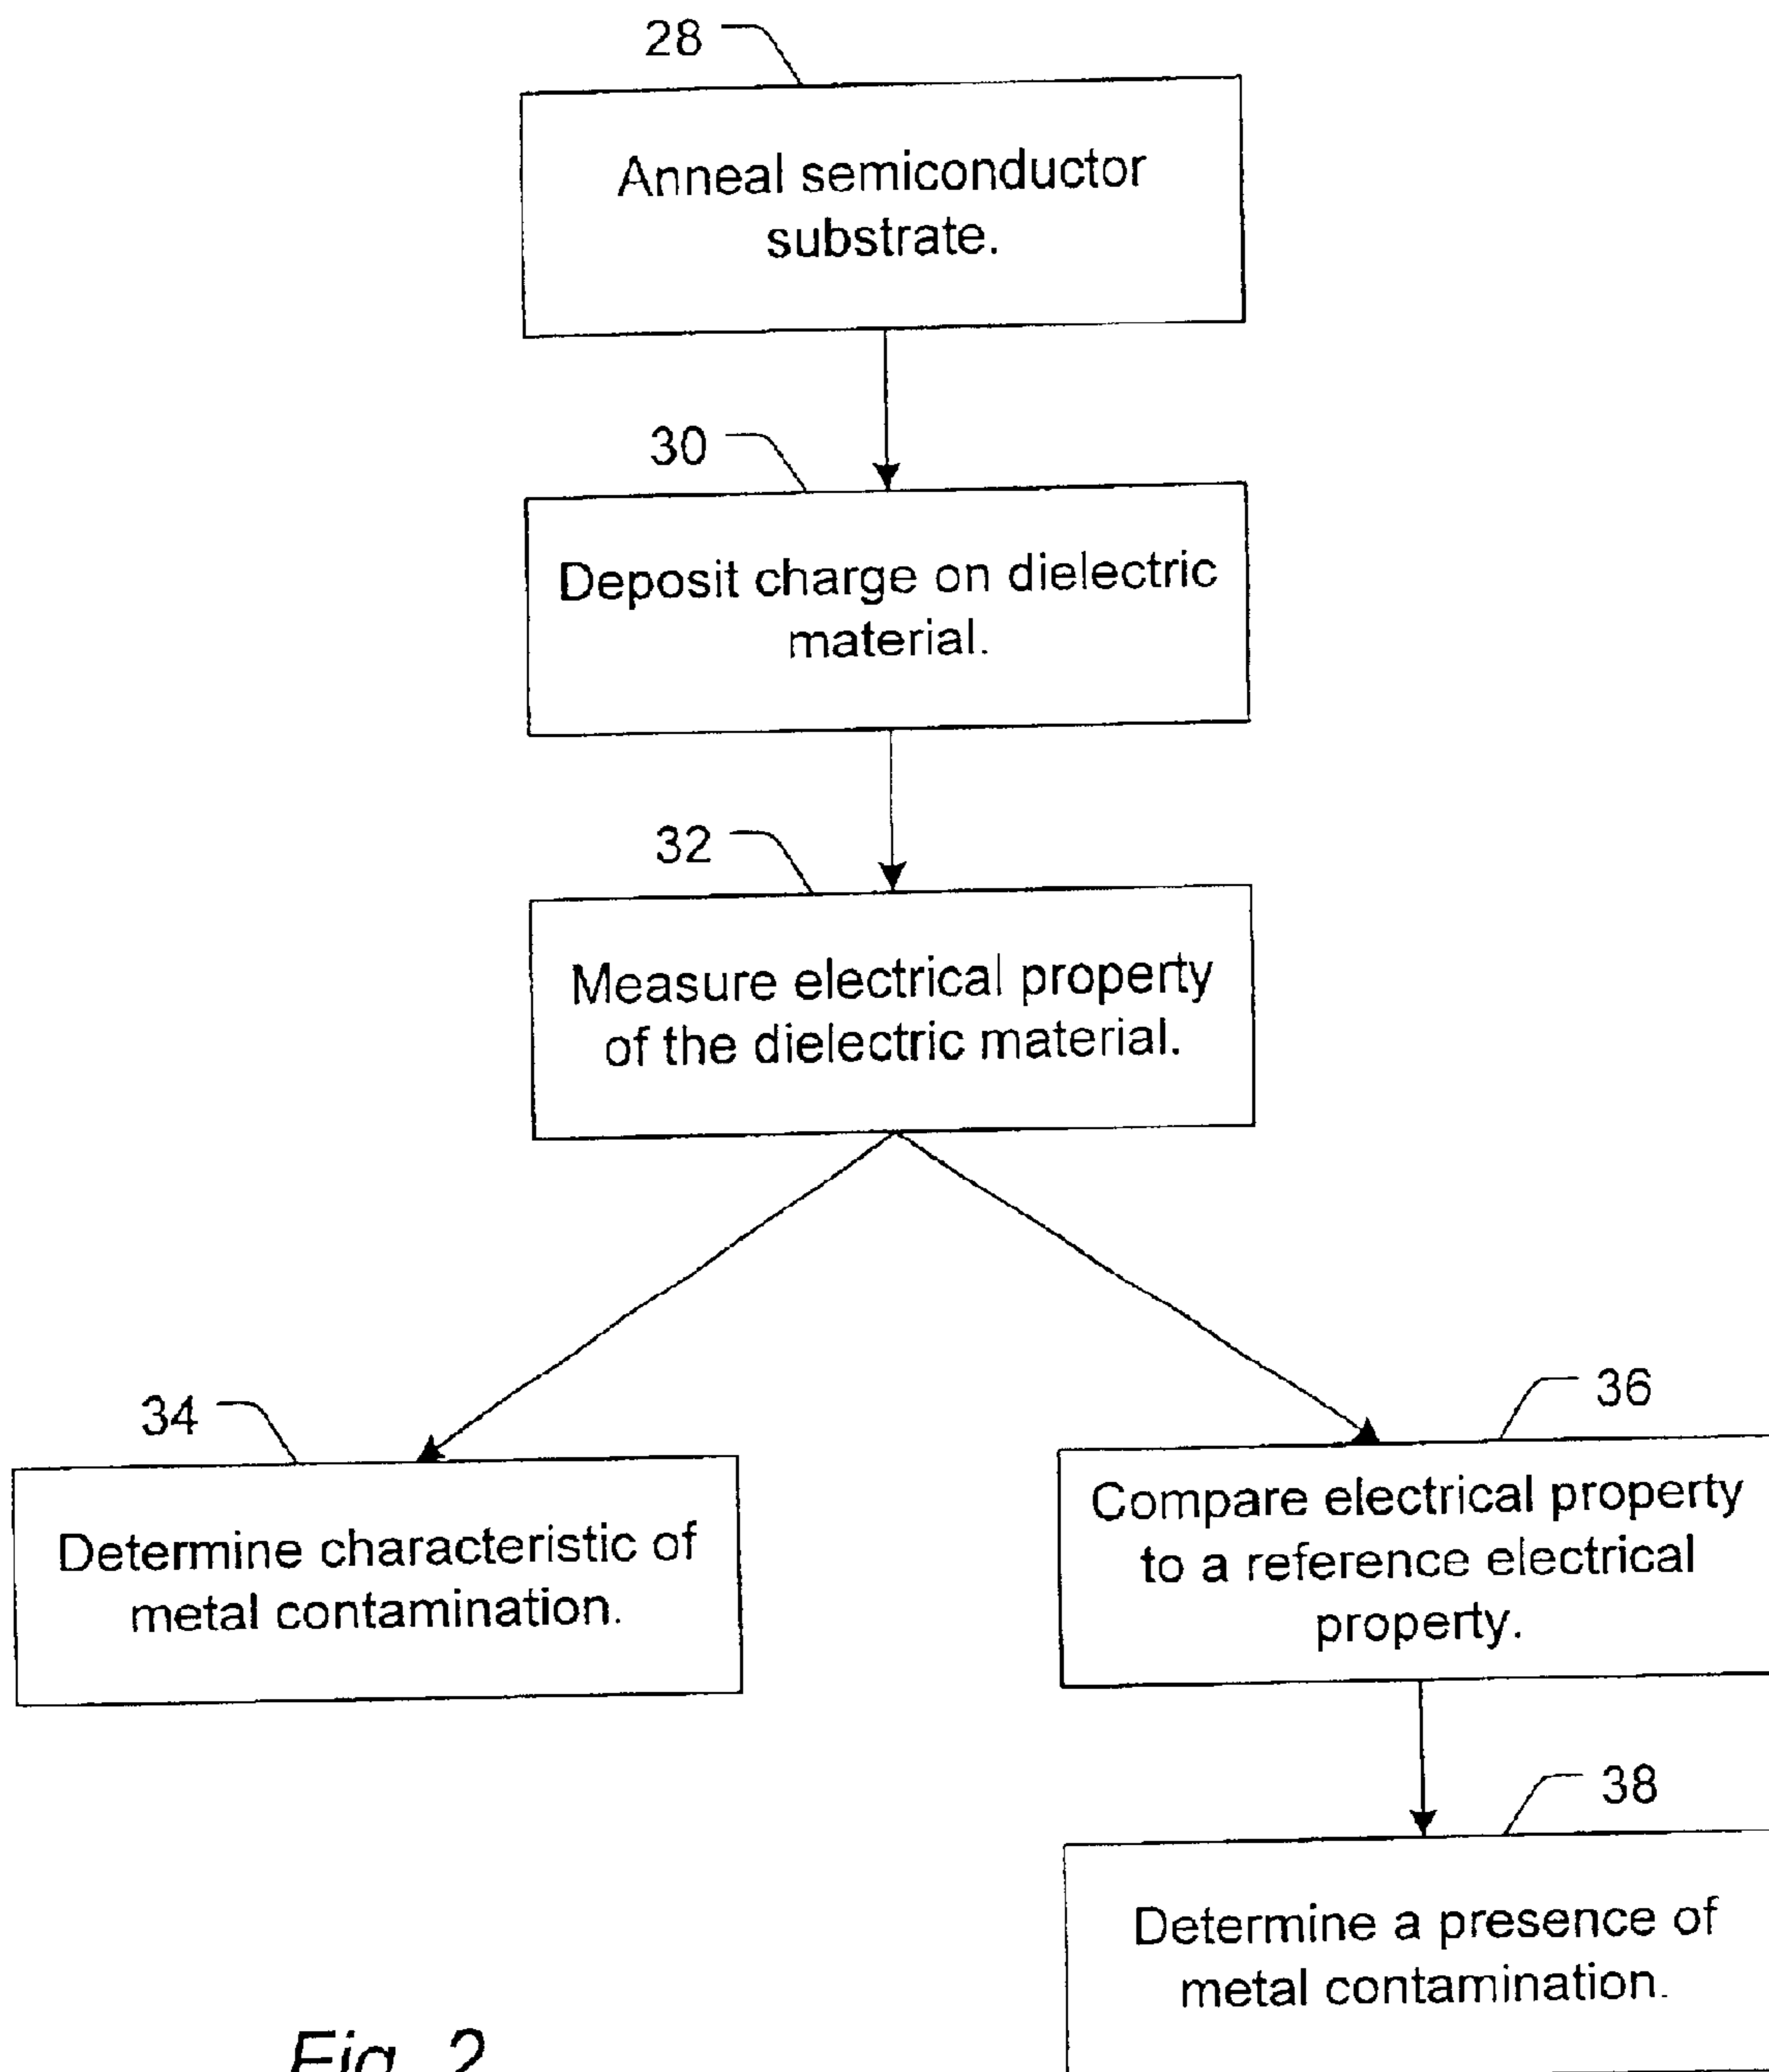 28
Anneal semiconductor
substrate.
30
Deposit charge on dielectric
material.
32
Measure electrical property
of the dielectric material.
34
Determine characteristic of
metal contamination.
36
Compare electrical property
to a reference electrical
property.
38
Determine a presence of
metal contamination.
Fig. 2